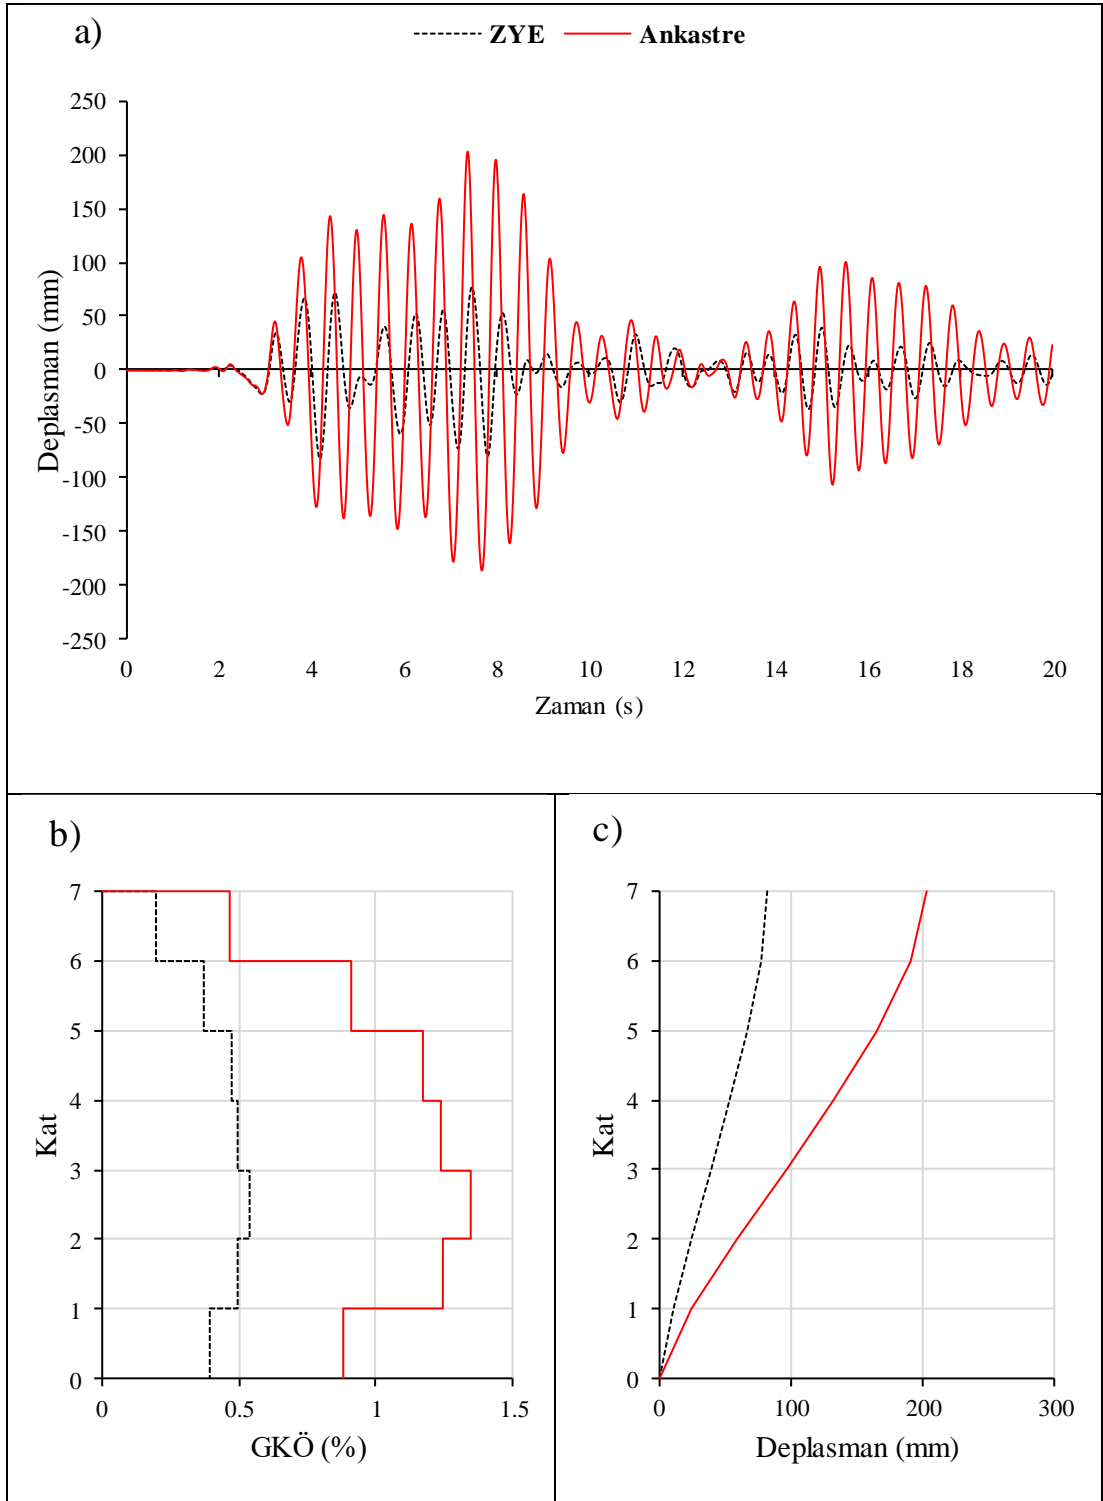 a)
ZYE Ankastre
250
200
150
100
50
0
-50
-100
-150
-200
-250
Deplasman (mm)
0 2 4 6 8 10 12 14 16 18 20
Zaman (s)
b)
7
6
5
4
3
2
1
0
Kat
0 0.5 1 1.5
GKÖ (%)
c)
7
6
5
4
3
2
1
0
Kat
0 100 200 300
Deplasman (mm)